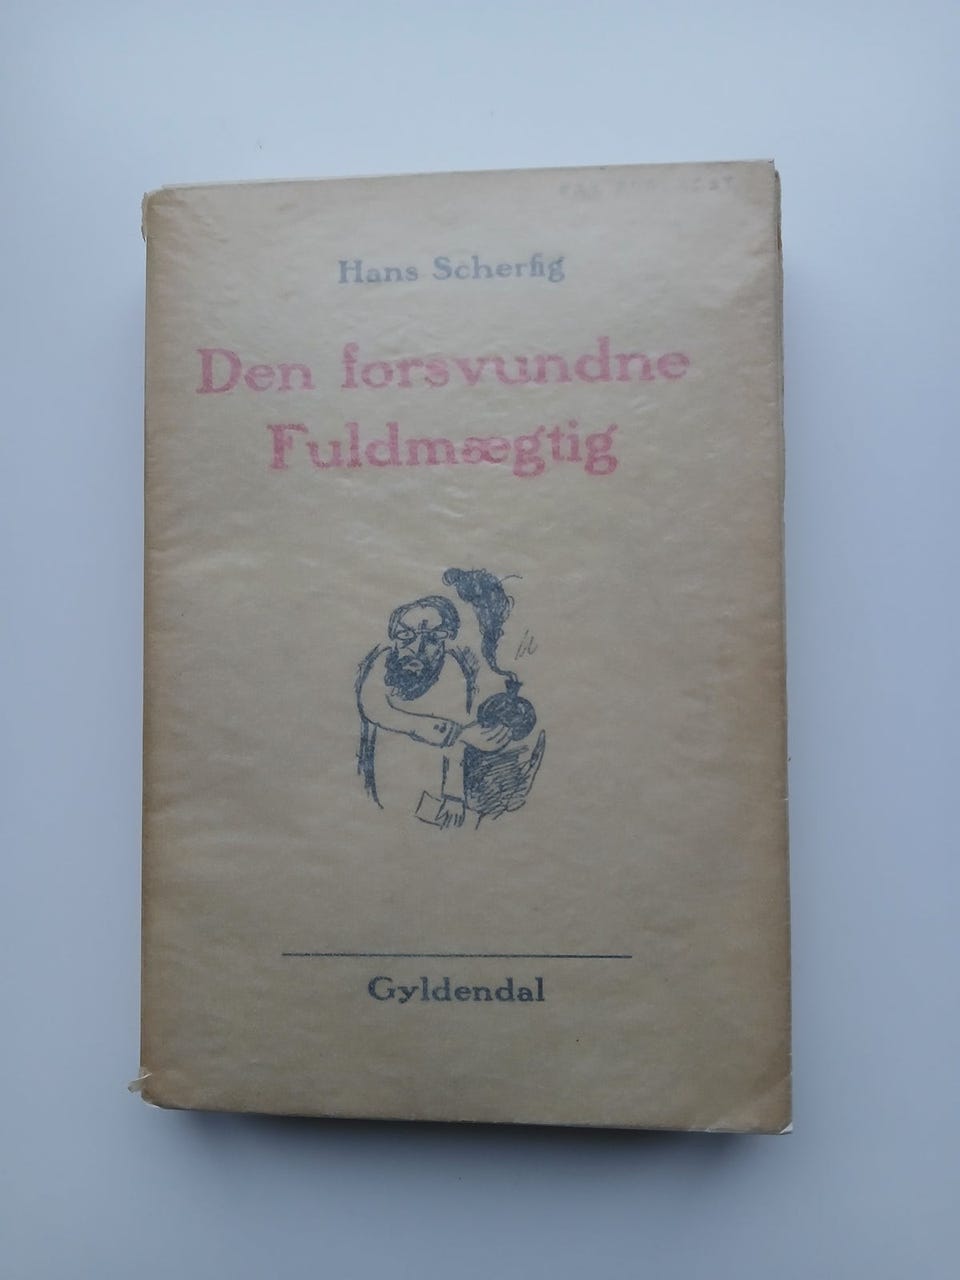 Hans Scherfig
Den forsvundne
Fuldmægtig
Gyldendal